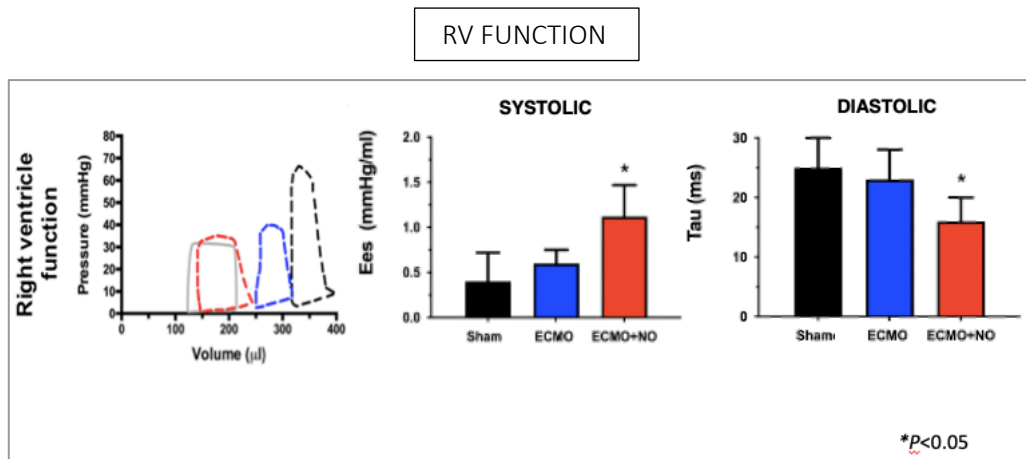 RV FUNCTION
Right ventricle
function
Pressure (mmHg)
80
70
60
50
40
30
20
10
0
0 100 200 300 400
Volume (µl)
SYSTOLIC
Ees (mmHg/ml)
2.0
1.5
1.0
0.5
0.0
*
Sham ECMO ECMO+NO
DIASTOLIC
Tau (ms)
30
20
10
0
*
Sham ECMO ECMO+NO
*P<0.05